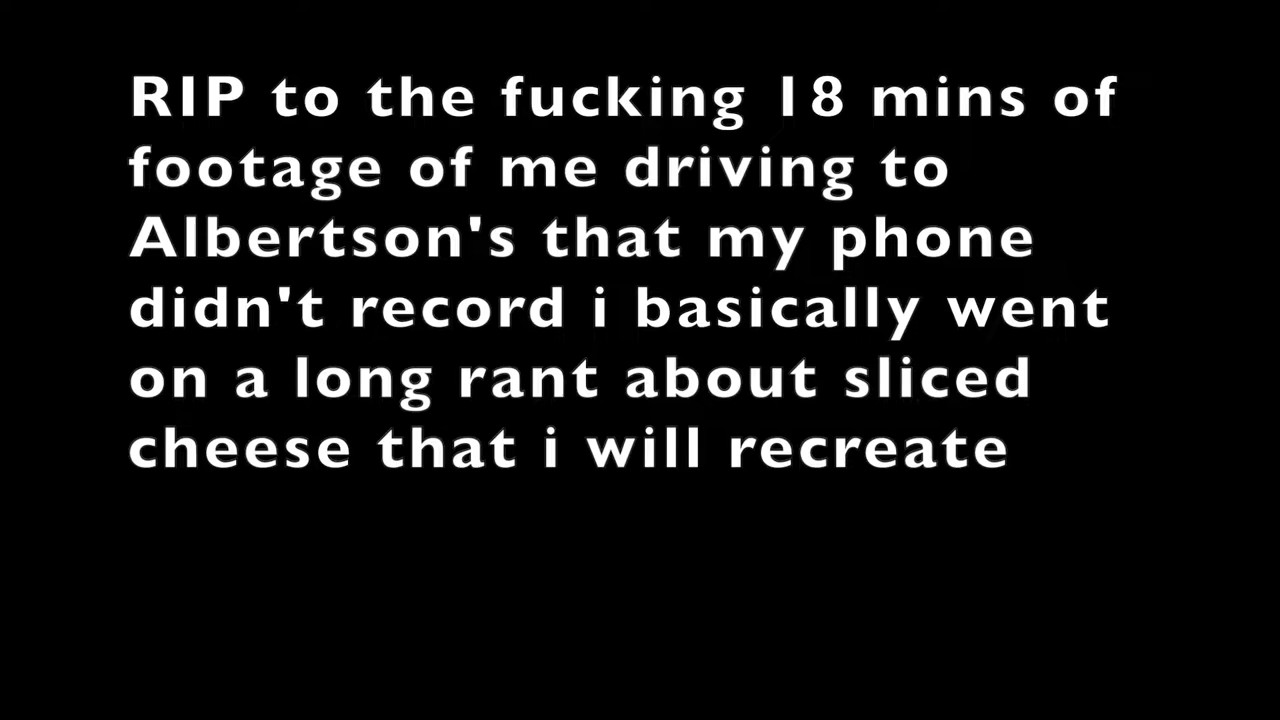 RIP to the fucking 18 mins of
footage of me driving to
Albertson's that my phone
didn't record i basically went
on a long rant about sliced
cheese that i will recreate